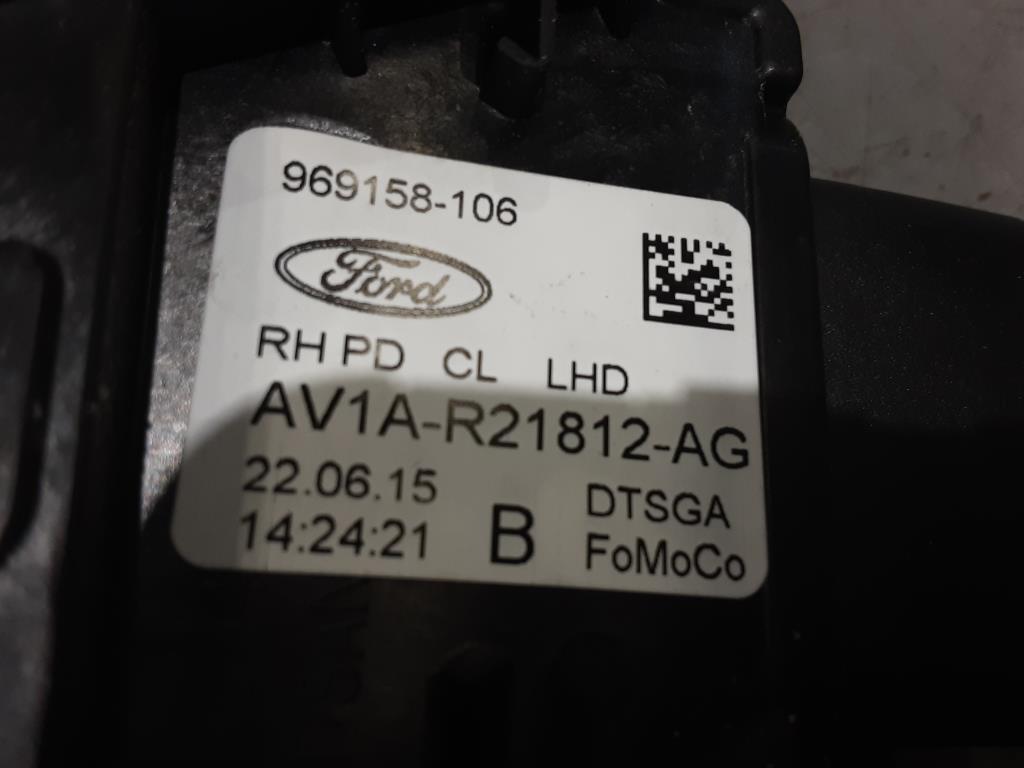 969158-106
Ford
RH PD CL LHD
AV1A-R21812-AG
22.06.15 DTSGA
14:24:21 B FoMoCo